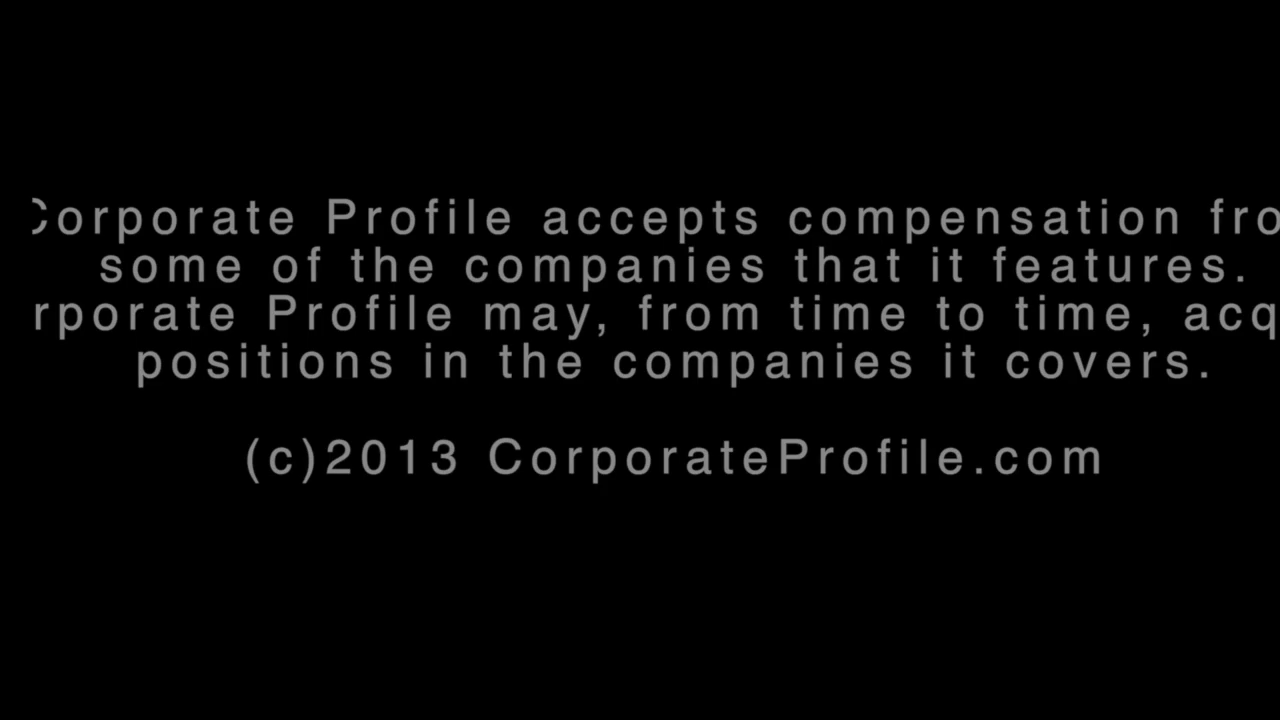 Corporate Profile accepts compensation fro
some of the companies that it features.
rporate Profile may, from time to time, acq
positions in the companies it covers.
(c)2013 CorporateProfile.com